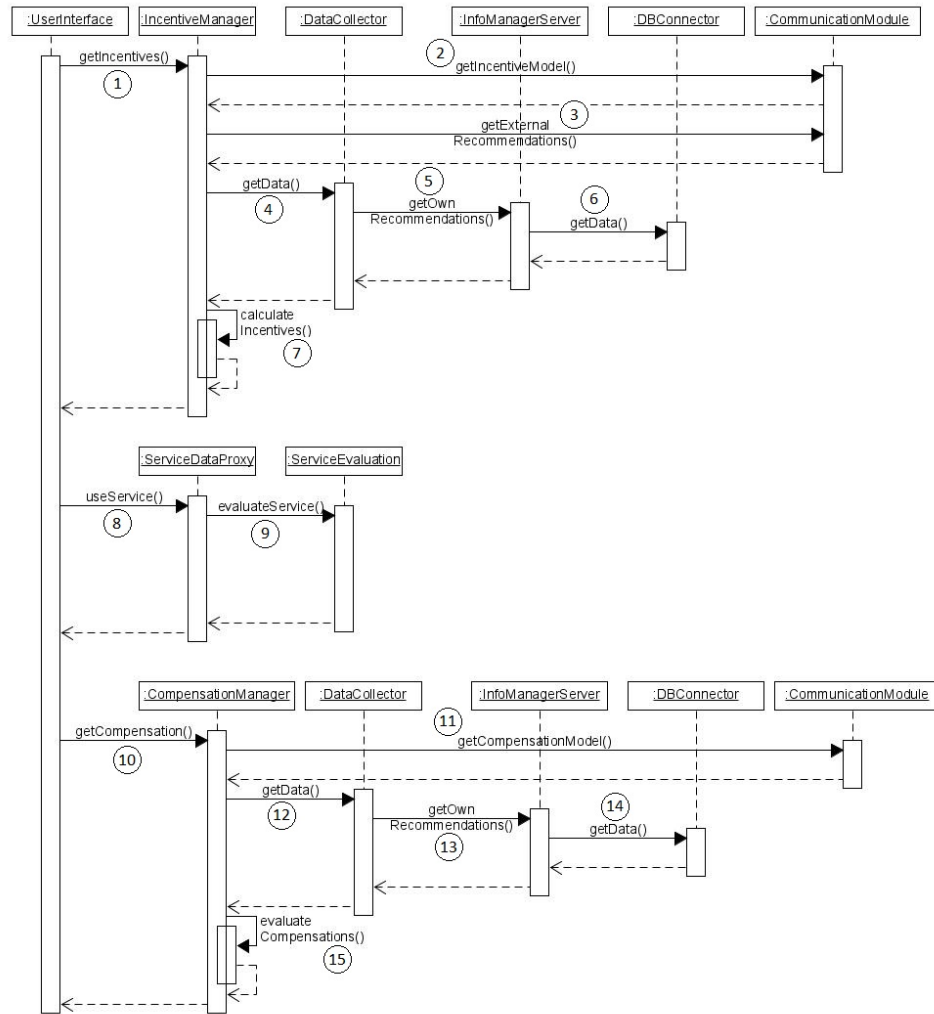 :UserInterface
:IncentiveManager
:DataCollector
:InfoManagerServer
:DBConnector
:CommunicationModule
getIncentives()
1
2
getIncentiveModel()
3
getExternal
Recommendations()
getData()
4
5
getOwn
Recommendations()
6
getData()
calculate
Incentives()
7
:ServiceDataProxy
:ServiceEvaluation
useService()
8
evaluateService()
9
:CompensationManager
:DataCollector
:InfoManagerServer
:DBConnector
:CommunicationModule
getCompensation()
10
11
getCompensationModel()
getData()
12
getOwn
Recommendations()
13
14
getData()
evaluate
Compensations()
15